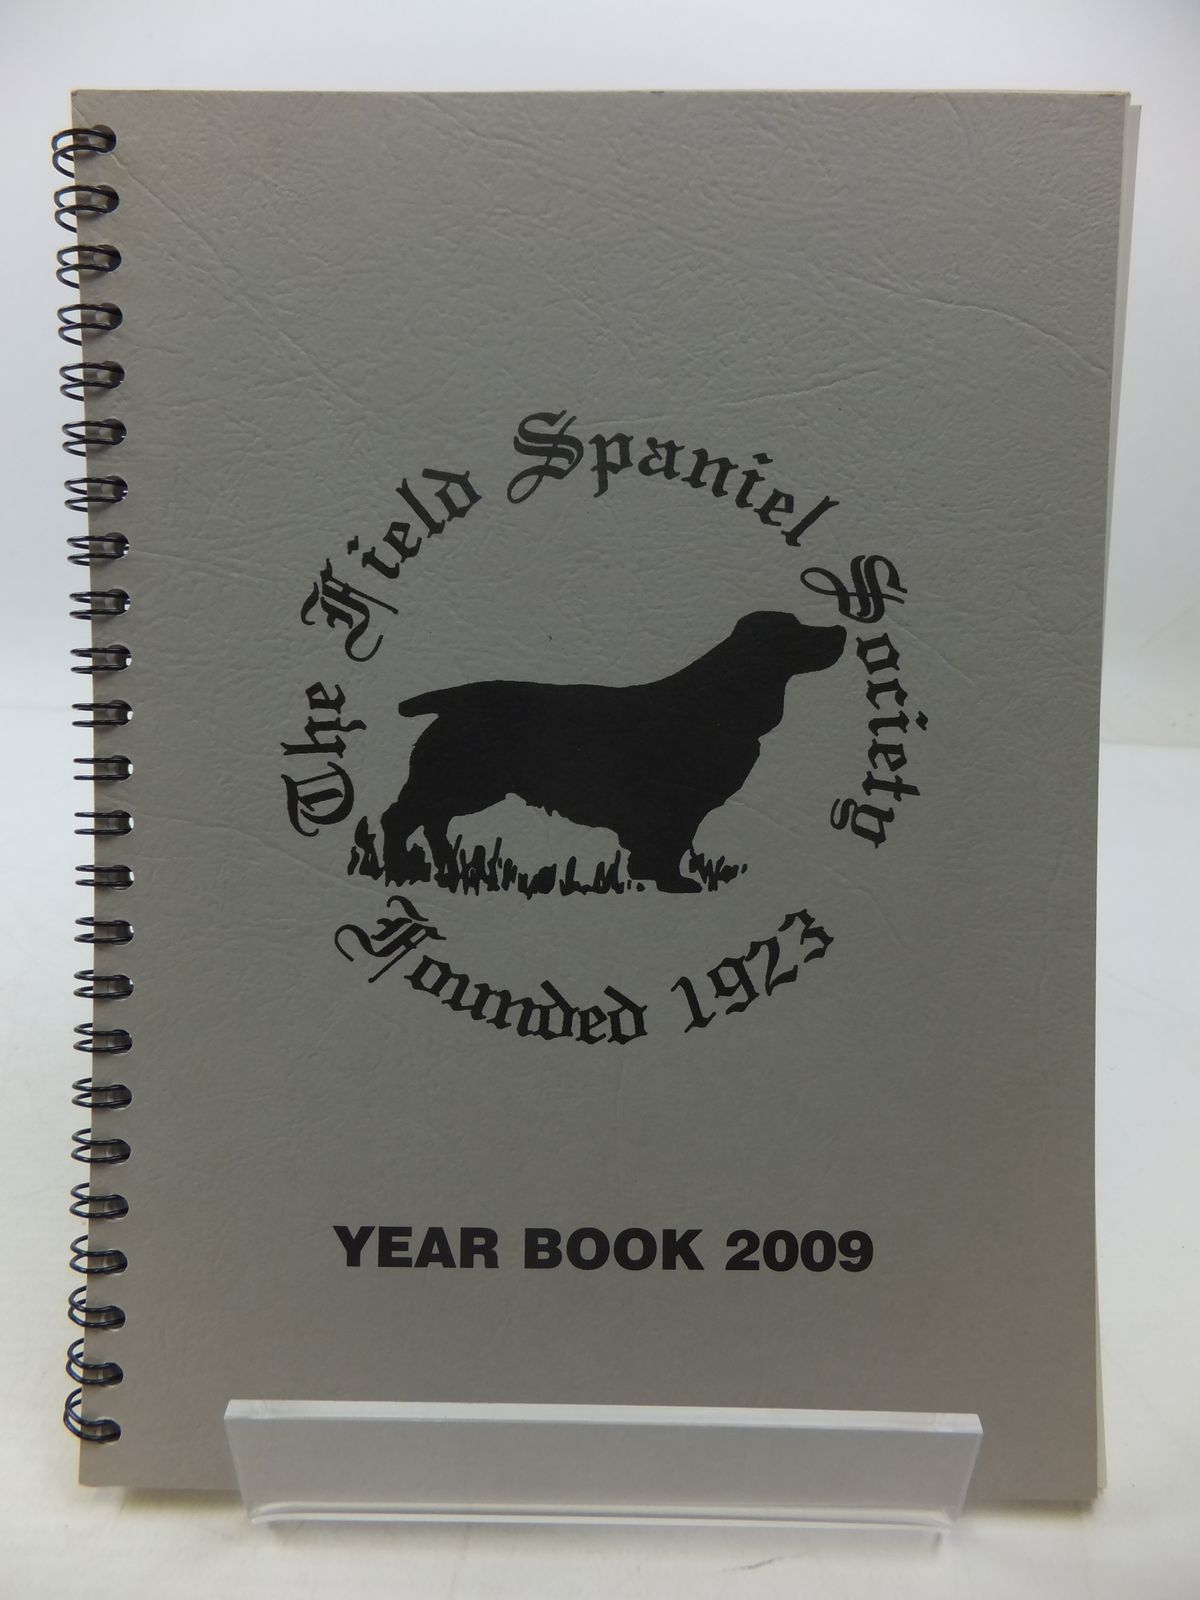 The Field Spaniel Society
Founded 1923
YEAR BOOK 2009